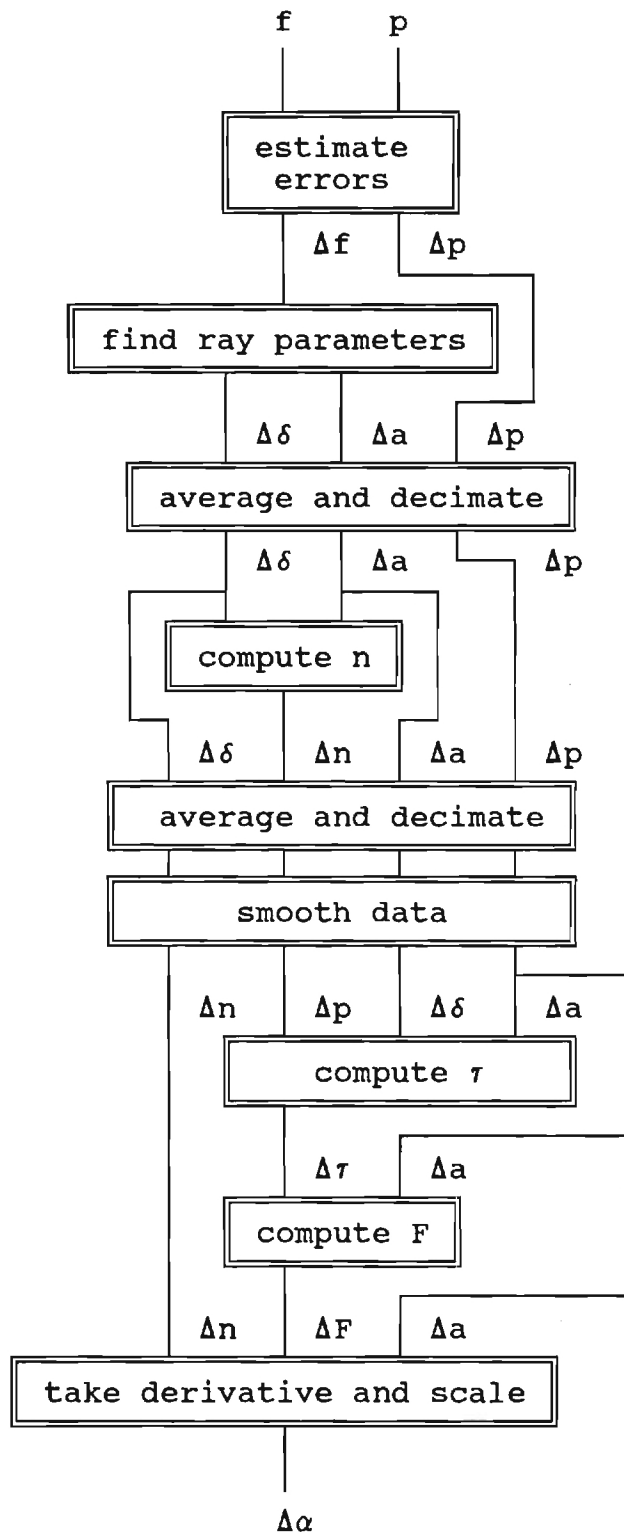 f p
estimate
errors
Δf Δp
find ray parameters
Δδ Δa Δp
average and decimate
Δδ Δa Δp
compute n
Δδ Δn Δa Δp
average and decimate
smooth data
Δn Δp Δδ Δa
compute τ
Δτ Δa
compute F
Δn ΔF Δa
take derivative and scale
Δα